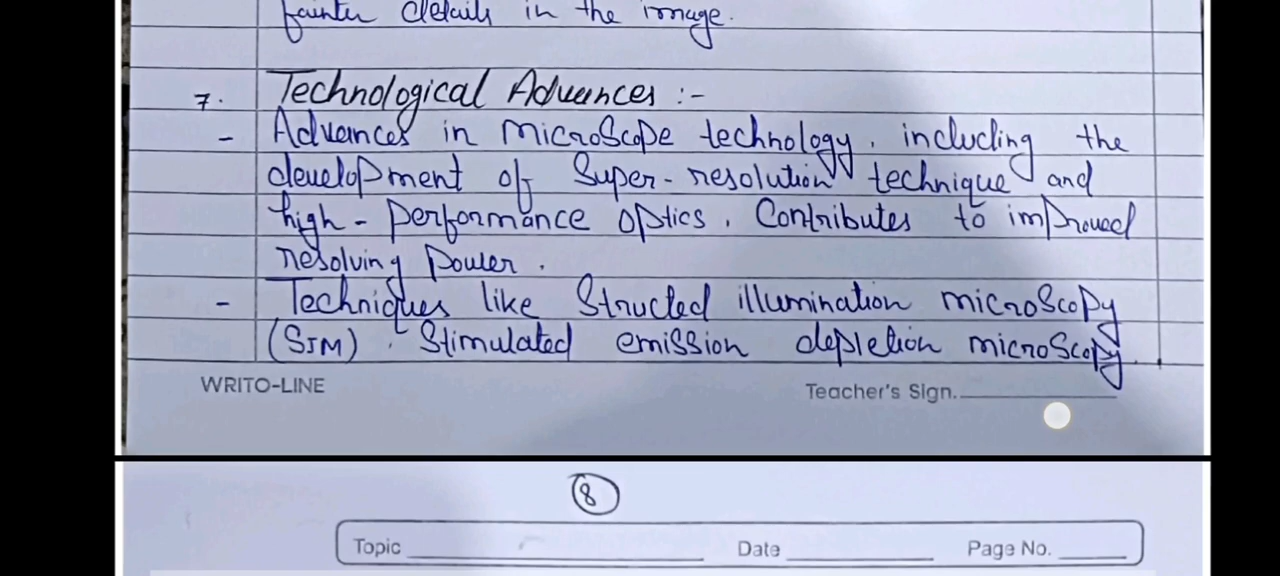 fainter details in the image.
7. Technological Advances :-
- Advances in microscope technology, including the
development of Super-resolution technique and
high-performance optics, Contributes to improved
resolving power.
- Techniques like Structed illumination microscopy
(SIM), Stimulated emission depletion microscopy
WRITO-LINE
Teacher's Sign.
8
Topic Date Page No.